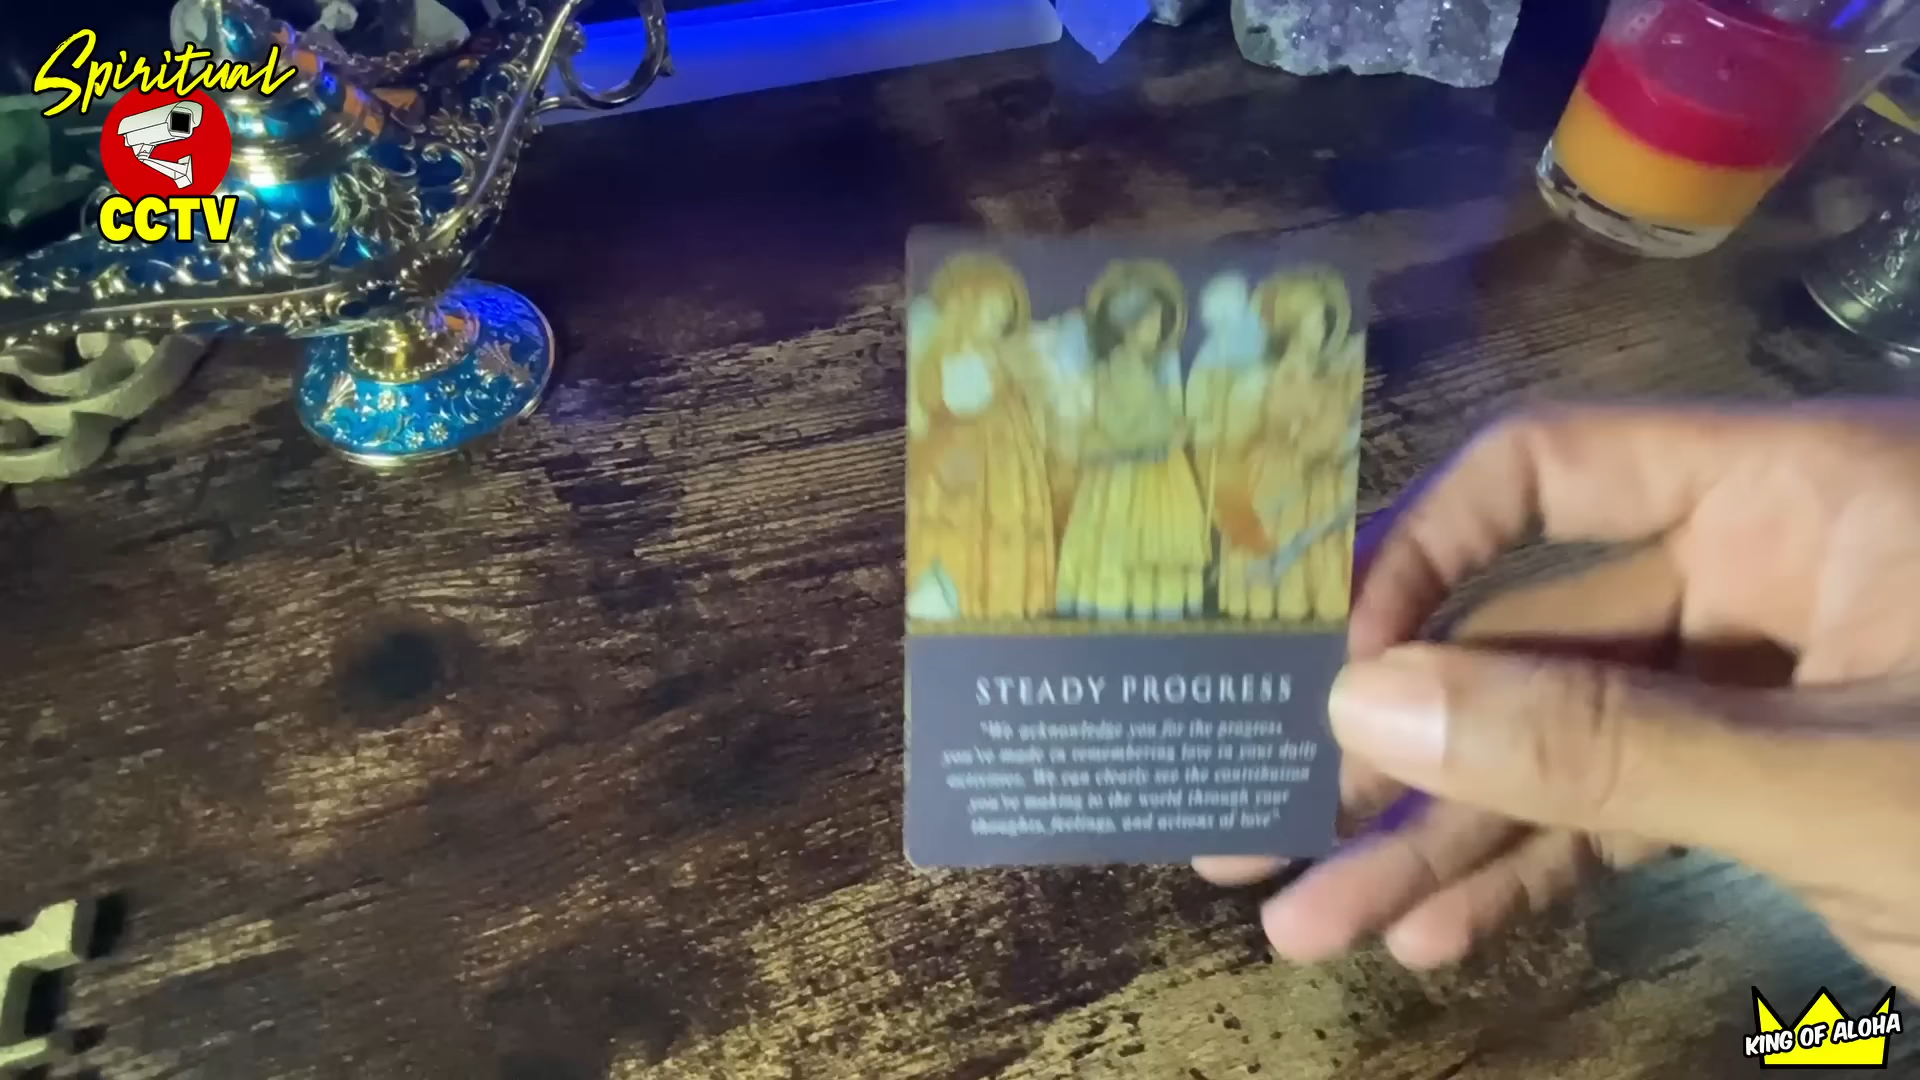 Spiritual
CCTV
STEADY PROGRESS
"We acknowledge you for the progress
you've made in remembering love in your daily
outcomes. We can clearly see the contribution
you're making to the world through your
thoughts, feelings, and actions of love"
KING OF ALOHA